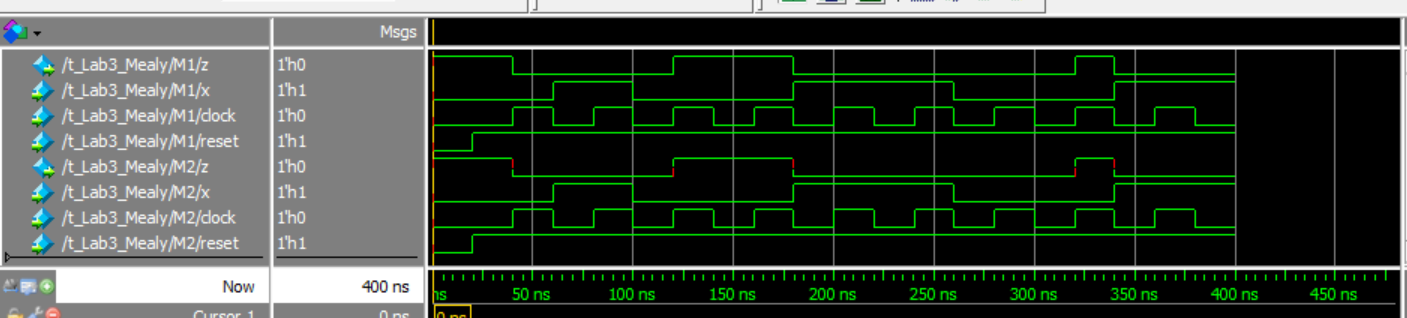 Msgs
/t_Lab3_Mealy/M1/z 1'h0
/t_Lab3_Mealy/M1/x 1'h1
/t_Lab3_Mealy/M1/clock 1'h0
/t_Lab3_Mealy/M1/reset 1'h1
/t_Lab3_Mealy/M2/z 1'h0
/t_Lab3_Mealy/M2/x 1'h1
/t_Lab3_Mealy/M2/clock 1'h0
/t_Lab3_Mealy/M2/reset 1'h1
Now 400 ns ns 50 ns 100 ns 150 ns 200 ns 250 ns 300 ns 350 ns 400 ns 450 ns
Cursor 1 0 ns 0 ns